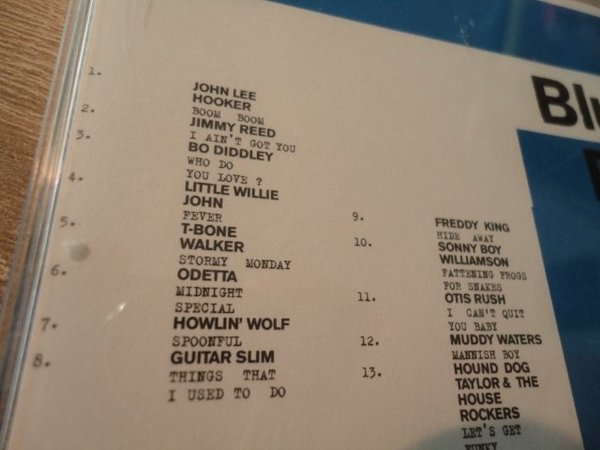 1.
JOHN LEE
HOOKER
BOOM BOOM
2.
JIMMY REED
I AIN'T GOT YOU
3.
BO DIDDLEY
WHO DO
YOU LOVE ?
4.
LITTLE WILLIE
JOHN
FEVER
5.
T-BONE
WALKER
STORMY MONDAY
6.
ODETTA
MIDNIGHT
SPECIAL
7.
HOWLIN' WOLF
SPOONFUL
8.
GUITAR SLIM
THINGS THAT
I USED TO DO
9.
FREDDY KING
HIDE AWAY
10.
SONNY BOY
WILLIAMSON
FATTENING FROGS
FOR SNAKES
11.
OTIS RUSH
I CAN'T QUIT
YOU BABY
12.
MUDDY WATERS
MANNISH BOY
13.
HOUND DOG
TAYLOR & THE
HOUSE
ROCKERS
LET'S GET
FUNKY